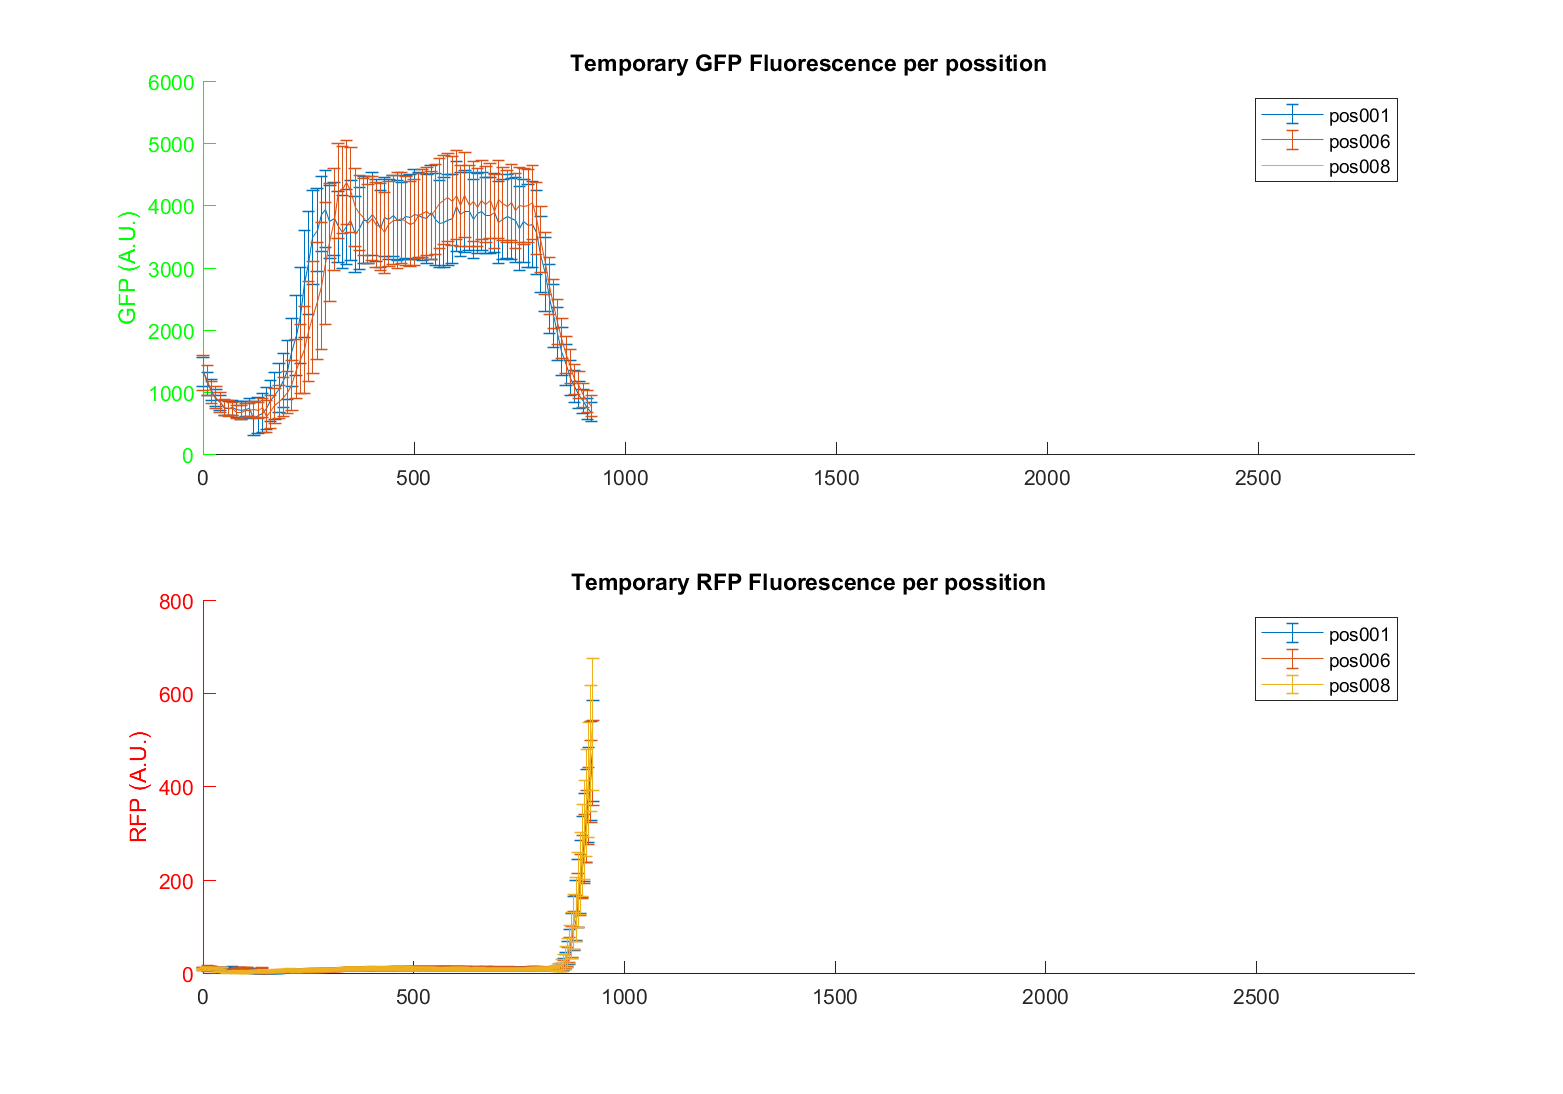 Temporary GFP Fluorescence per possition
6000
5000
4000
3000
2000
1000
0
GFP (A.U.)
0 500 1000 1500 2000 2500
pos001
pos006
pos008
Temporary RFP Fluorescence per possition
800
600
400
200
0
RFP (A.U.)
0 500 1000 1500 2000 2500
pos001
pos006
pos008